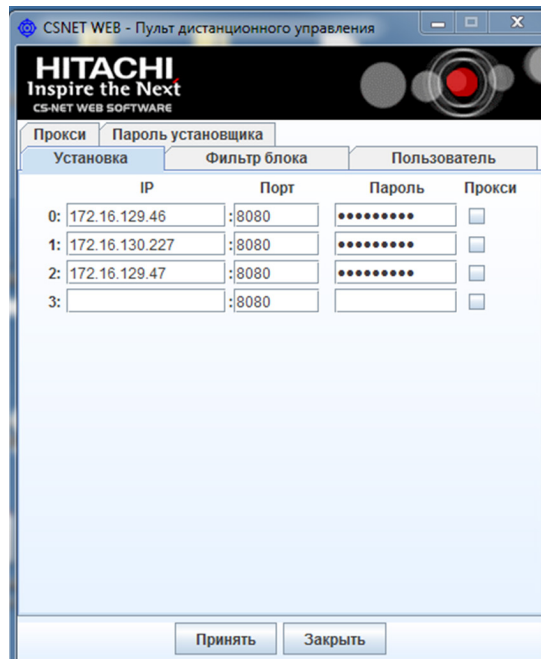 CSNET WEB - Пульт дистанционного управления
HITACHI
Inspire the Next
CS-NET WEB SOFTWARE
Прокси Пароль установщика
Установка Фильтр блока Пользователь
IP Порт Пароль Прокси
0: 172.16.129.46 : 8080 •••••••••
1: 172.16.130.227 : 8080 •••••••••
2: 172.16.129.47 : 8080 •••••••••
3: : 8080
Принять Закрыть